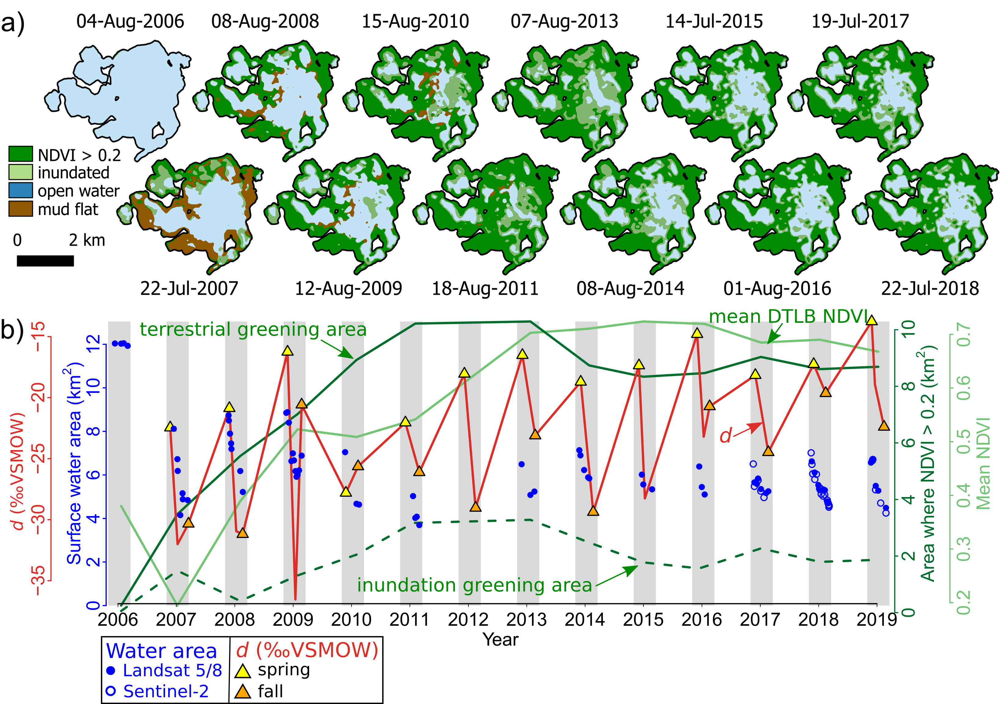 a)
04-Aug-2006 08-Aug-2008 15-Aug-2010 07-Aug-2013 14-Jul-2015 19-Jul-2017
NDVI > 0.2
inundated
open water
mud flat
0 2 km
22-Jul-2007 12-Aug-2009 18-Aug-2011 08-Aug-2014 01-Aug-2016 22-Jul-2018
b)
terrestrial greening area
mean DTLB NDVI
d
inundation greening area
d (‰VSMOW)
−15
−20
−25
−30
−35
Surface water area (km²)
12
10
8
6
4
2
0
Area where NDVI > 0.2 (km²)
10
8
6
4
2
0
Mean NDVI
0.7
0.6
0.5
0.4
0.3
0.2
2006 2007 2008 2009 2010 2011 2012 2013 2014 2015 2016 2017 2018 2019
Year
Water area
Landsat 5/8
Sentinel-2
d (‰VSMOW)
spring
fall